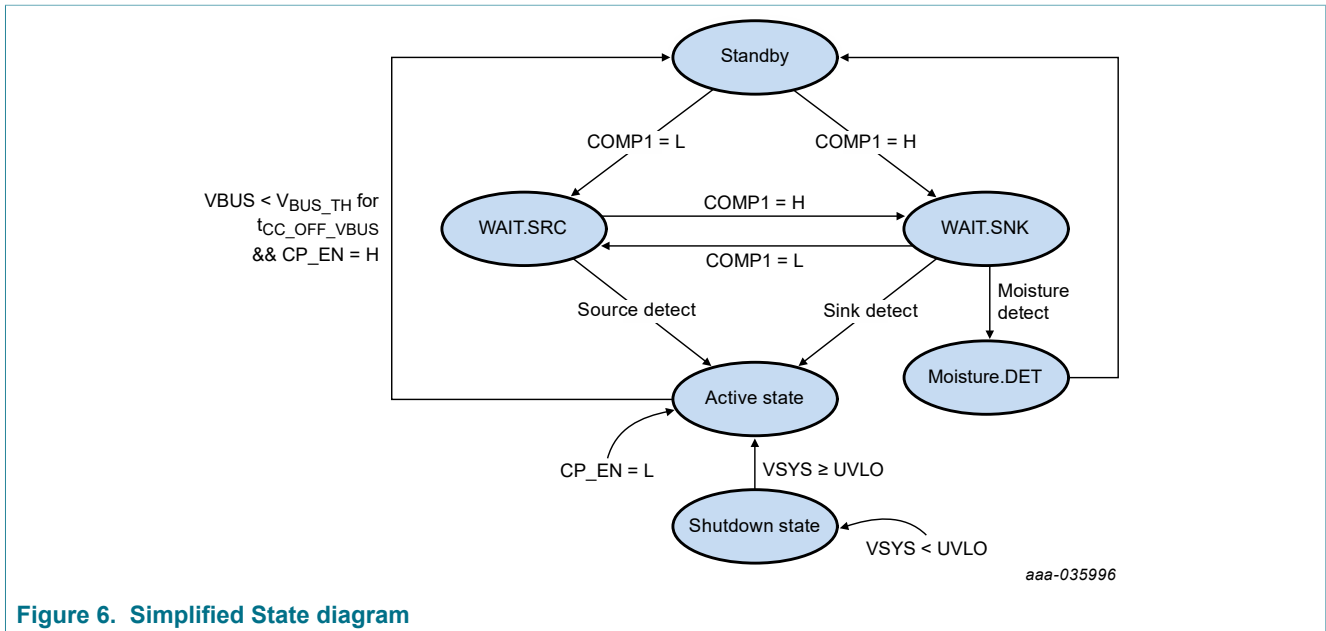 Standby
COMP1 = L
COMP1 = H
VBUS < VBUS_TH for
tCC_OFF_VBUS
&& CP_EN = H
WAIT.SRC
COMP1 = H
WAIT.SNK
COMP1 = L
Source detect
Sink detect
Moisture
detect
Active state
Moisture.DET
CP_EN = L
VSYS ≥ UVLO
Shutdown state
VSYS < UVLO
aaa-035996
Figure 6. Simplified State diagram